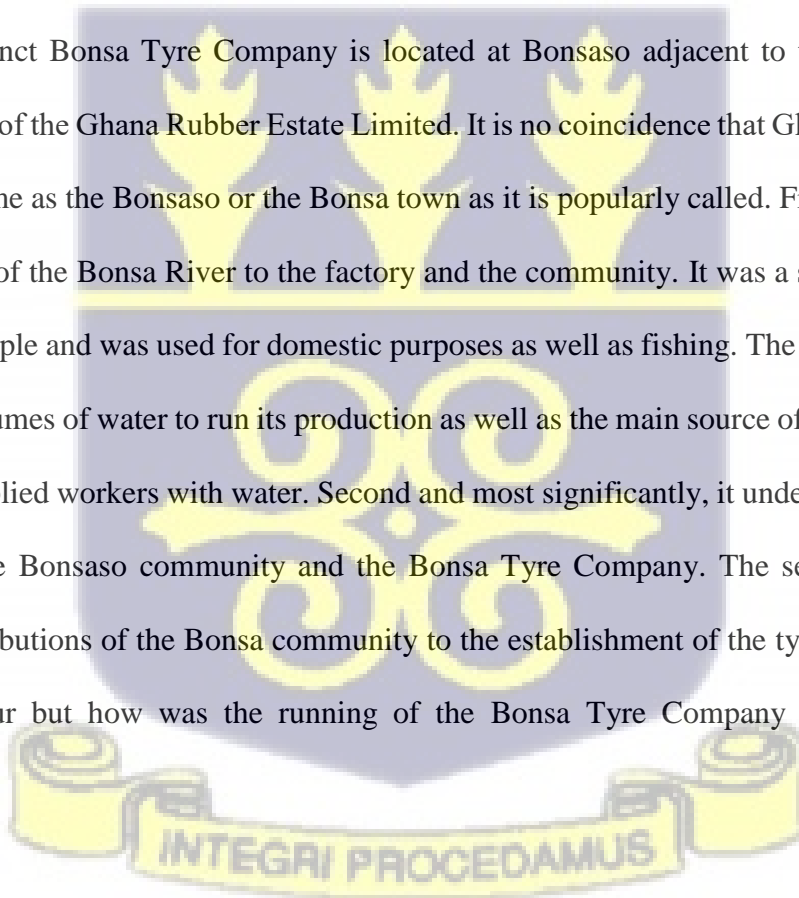 nct Bonsa Tyre Company is located at Bonsaso adjacent to
of the Ghana Rubber Estate Limited. It is no coincidence that
ne as the Bonsaso or the Bonsa town as it is popularly called.
of the Bonsa River to the factory and the community. It was a
ple and was used for domestic purposes as well as fishing. The
umes of water to run its production as well as the main source of
lied workers with water. Second and most significantly, it
e Bonsaso community and the Bonsa Tyre Company. The
butions of the Bonsa community to the establishment of the
ur but how was the running of the Bonsa Tyre Company
INTEGRI PROCEDAMUS